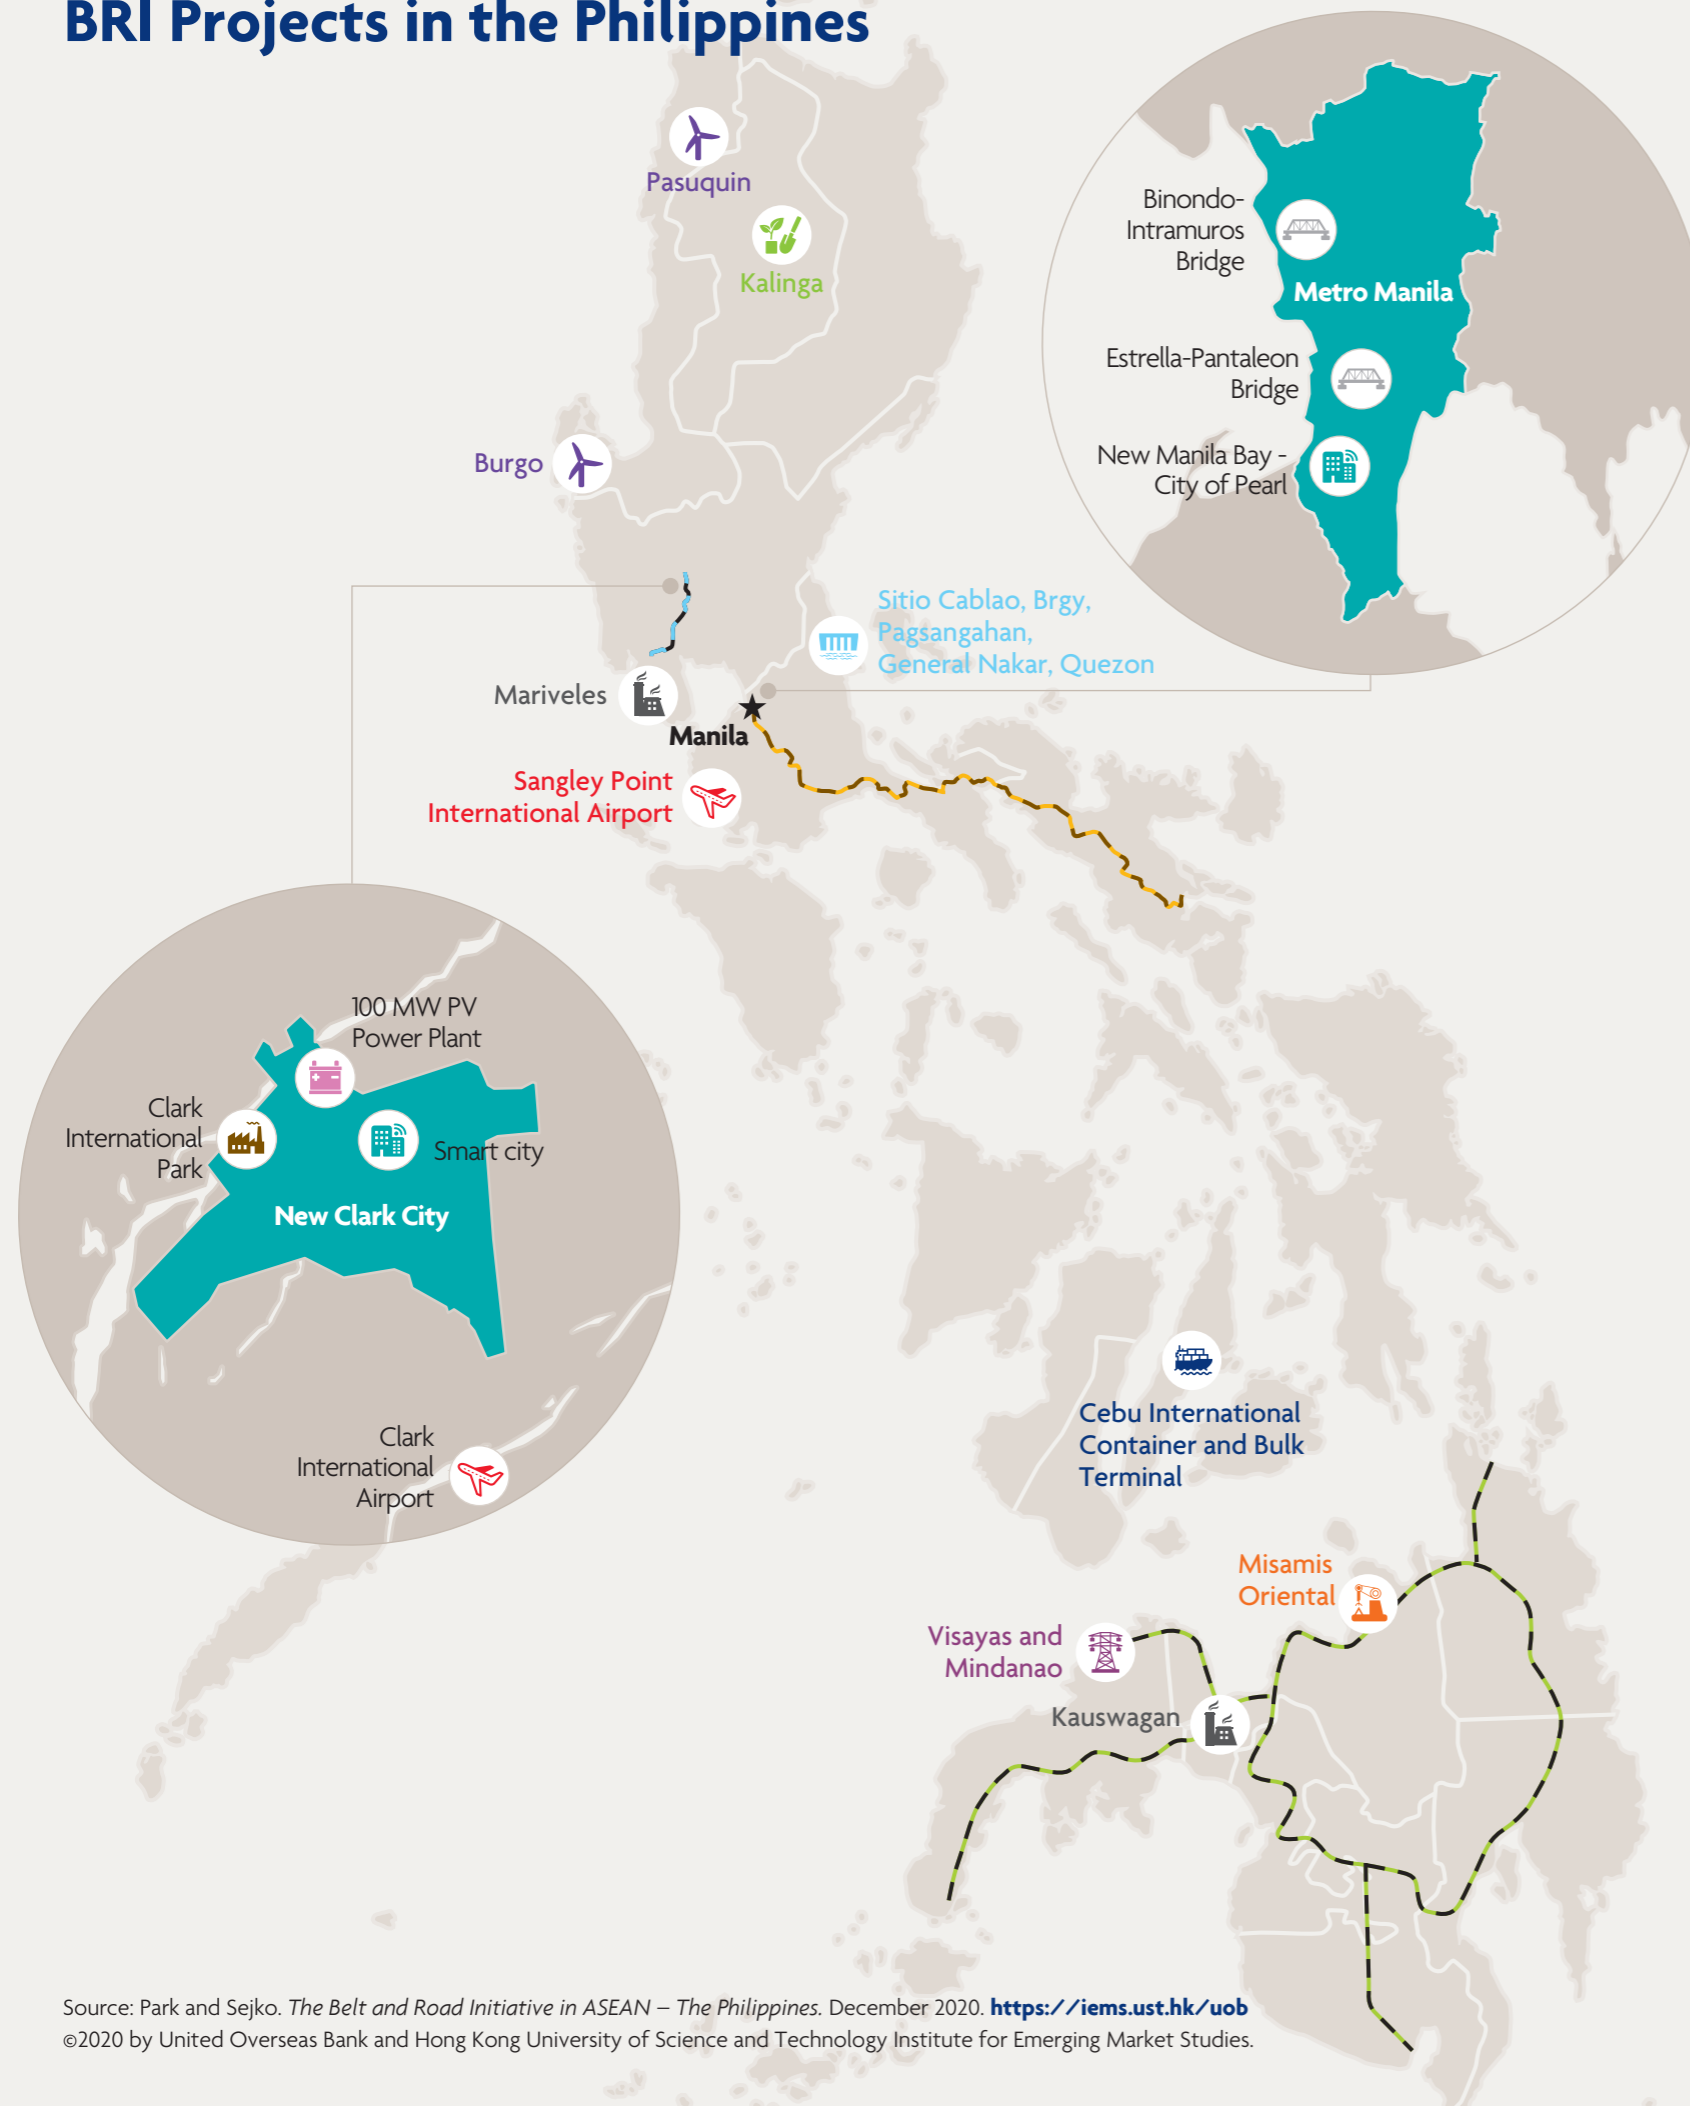 BRI Projects in the Philippines
Pasuquin
Kalinga
Burgo
Binondo-
Intramuros
Bridge
Metro Manila
Estrella-Pantaleon
Bridge
New Manila Bay -
City of Pearl
Sitio Cablao, Brgy,
Pagsangahan,
General Nakar, Quezon
Mariveles
Manila
Sangley Point
International Airport
100 MW PV
Power Plant
Clark
International
Park
Smart city
New Clark City
Clark
International
Airport
Cebu International
Container and Bulk
Terminal
Misamis
Oriental
Visayas and
Mindanao
Kauswagan
Source: Park and Sejko. The Belt and Road Initiative in ASEAN – The Philippines. December 2020. https://iems.ust.hk/uob
©2020 by United Overseas Bank and Hong Kong University of Science and Technology Institute for Emerging Market Studies.